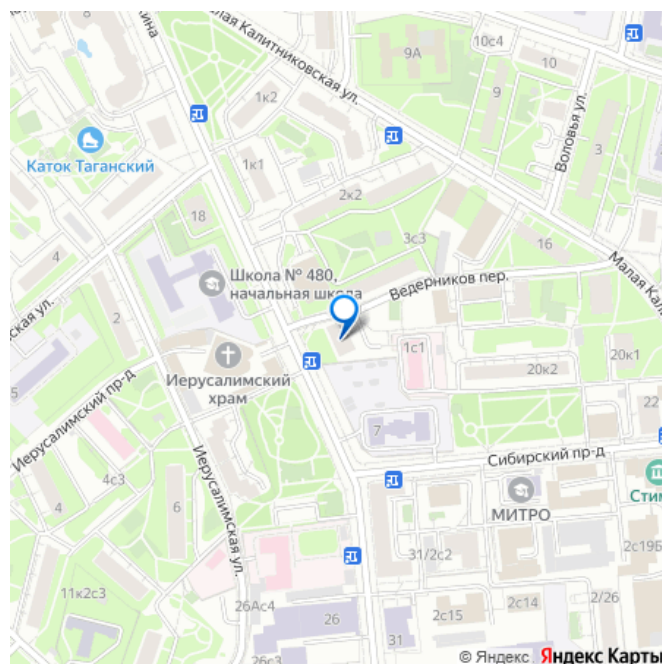 кина
лая Калитниковская ул.
9А
10с4
10
9
Воловья ул.
3
1к2
Каток Таганский
1к1
2к2
18
3с3
16
4
Школа № 480,
начальная школа
Ведерников пер.
Малая Кал
ская ул.
2
1с1
20к1
20к2
Иерусалимский
храм
Иерусалимский пр-д
5
22
7
Сибирский пр-д
4с3
4
6
МИТРО
Стим
Иерусалимская ул.
31/2с2
2с19Б
11к2с3
26Ас4
26
2с15
2с14
2/26
31
26с3
© Яндекс Яндекс Карты